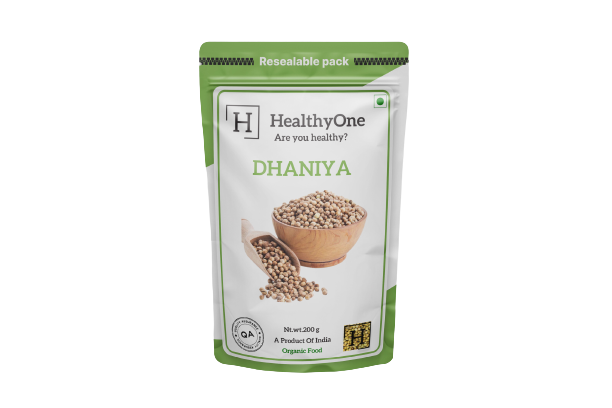 Resealable pack
H
HealthyOne
Are you healthy?
DHANIYA
QA
Nt.wt.200 g
A Product Of India
Organic Food
H